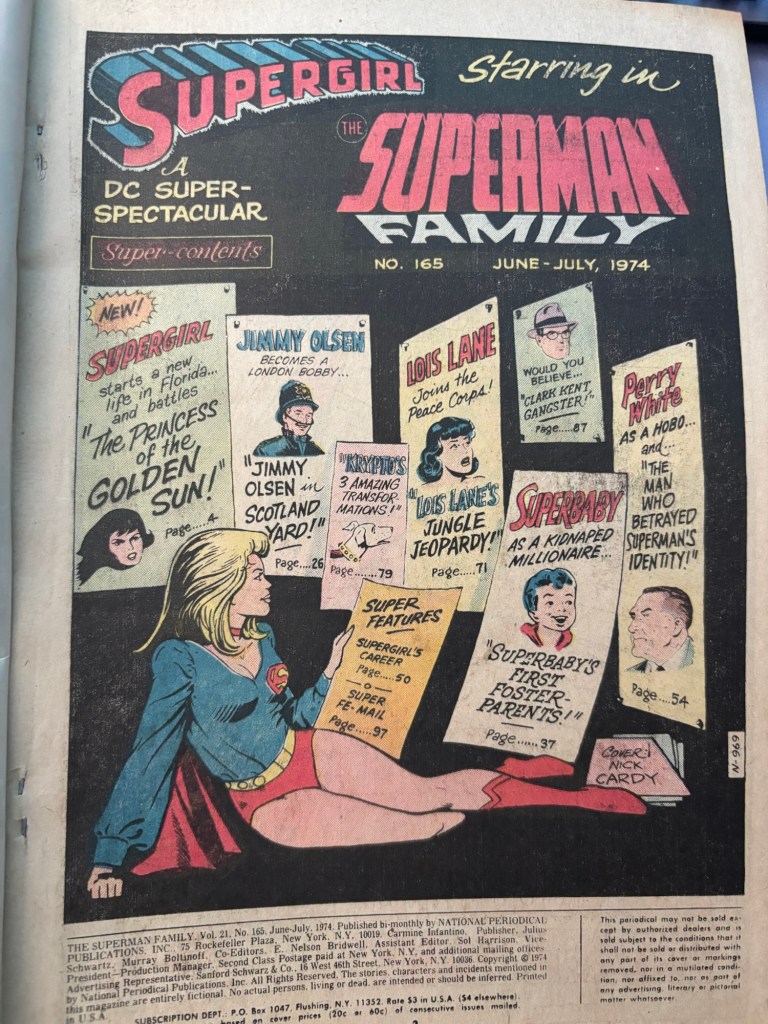 SUPERGIRL
Starring in
THE
SUPERMAN
FAMILY
A
DC SUPER-
SPECTACULAR
Super-contents
NO. 165 JUNE-JULY, 1974
NEW!
SUPERGIRL
starts a new
life in Florida...
and battles
"The PRINCESS
of the
GOLDEN
SUN!"
Page....4
JIMMY OLSEN
BECOMES A
LONDON BOBBY...
"JIMMY
OLSEN in
SCOTLAND
YARD!"
Page....26
"KRYPTO'S
3 AMAZING
TRANSFOR-
MATIONS!"
Page....79
LOIS LANE
Joins the
Peace Corps!
"LOIS LANE'S
JUNGLE
JEOPARDY!"
Page....71
WOULD YOU
BELIEVE...
"CLARK KENT,
GANGSTER!"
Page....87
Perry
White
AS A HOBO...
and...
"THE
MAN
WHO
BETRAYED
SUPERMAN'S
IDENTITY!"
Page....54
SUPERBABY
AS A KIDNAPED
MILLIONAIRE...
"SUPERBABY'S
FIRST
FOSTER-
PARENTS!"
Page......37
SUPER
FEATURES
SUPERGIRL'S
CAREER
Page.....50
SUPER
FE-MAIL
Page....97
S
COVER:
NICK
CARDY
N-969
THE SUPERMAN FAMILY, Vol. 21, No. 165, June-July, 1974. Published bi-monthly by NATIONAL PERIODICAL
PUBLICATIONS, INC., 75 Rockefeller Plaza, New York, N.Y. 10019. Carmine Infantino, Publisher, Julius
Schwartz, Murray Boltinoff, Co-Editors, E. Nelson Bridwell, Assistant Editor. Sol Harrison, Vice-
President—Production Manager. Second Class Postage paid at New York, N.Y. and additional mailing offices.
Advertising Representative, Sanford Schwarz & Co., 16 West 46th Street, New York, N.Y. 10036. Copyright © 1974
by National Periodical Publications, Inc. All Rights Reserved. The stories, characters and incidents mentioned in
this magazine are entirely fictional. No actual persons, living or dead, are intended or should be inferred. Printed
in U.S.A.
SUBSCRIPTION DEPT.: P.O. Box 1047, Flushing, N.Y. 11352. Rate $3 in U.S.A. ($4 elsewhere).
based on cover prices (20c or 60c) of consecutive issues mailed.
This periodical may not be sold ex-
cept by authorized dealers and is
sold subject to the conditions that it
shall not be sold or distributed with
any part of its cover or markings
removed, nor in a mutilated condi-
tion, nor affixed to, nor as part of
any advertising, literary or pictorial
matter whatsoever.